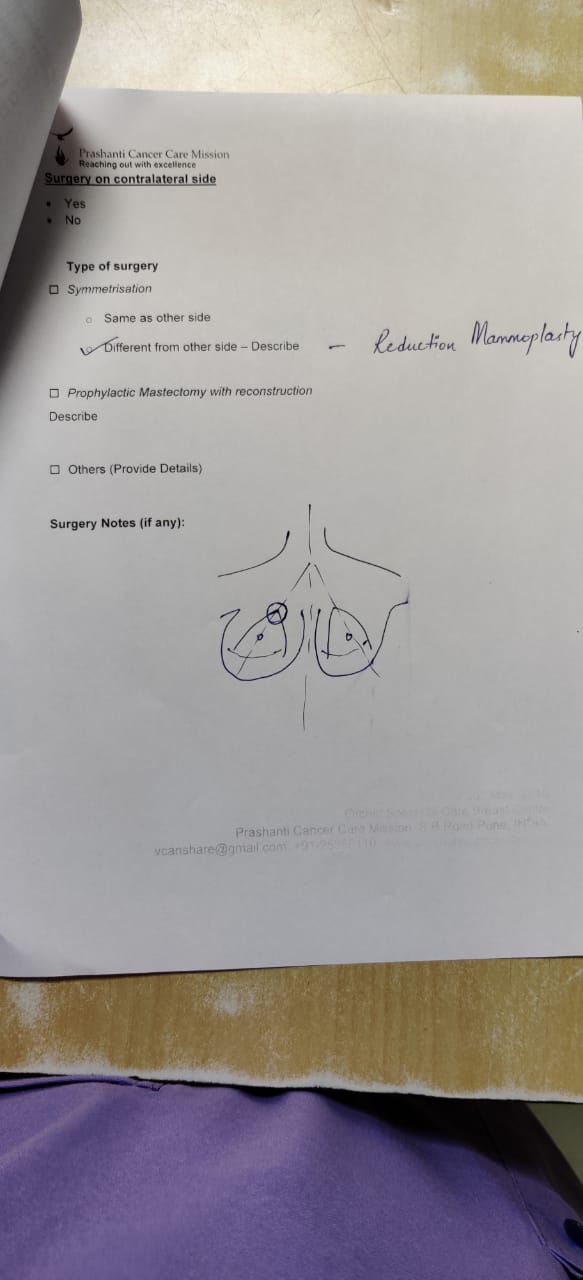 Prashanti Cancer Care Mission
Reaching out with excellence
Surgery on contralateral side
• Yes
• No
Type of surgery
☐ Symmetrisation
○ Same as other side
Different from other side – Describe – Reduction Mammoplasty
☐ Prophylactic Mastectomy with reconstruction
Describe
☐ Others (Provide Details)
Surgery Notes (if any):
Prashanti Cancer Care Mission Pune, INDIA
vcanshare@gmail.com